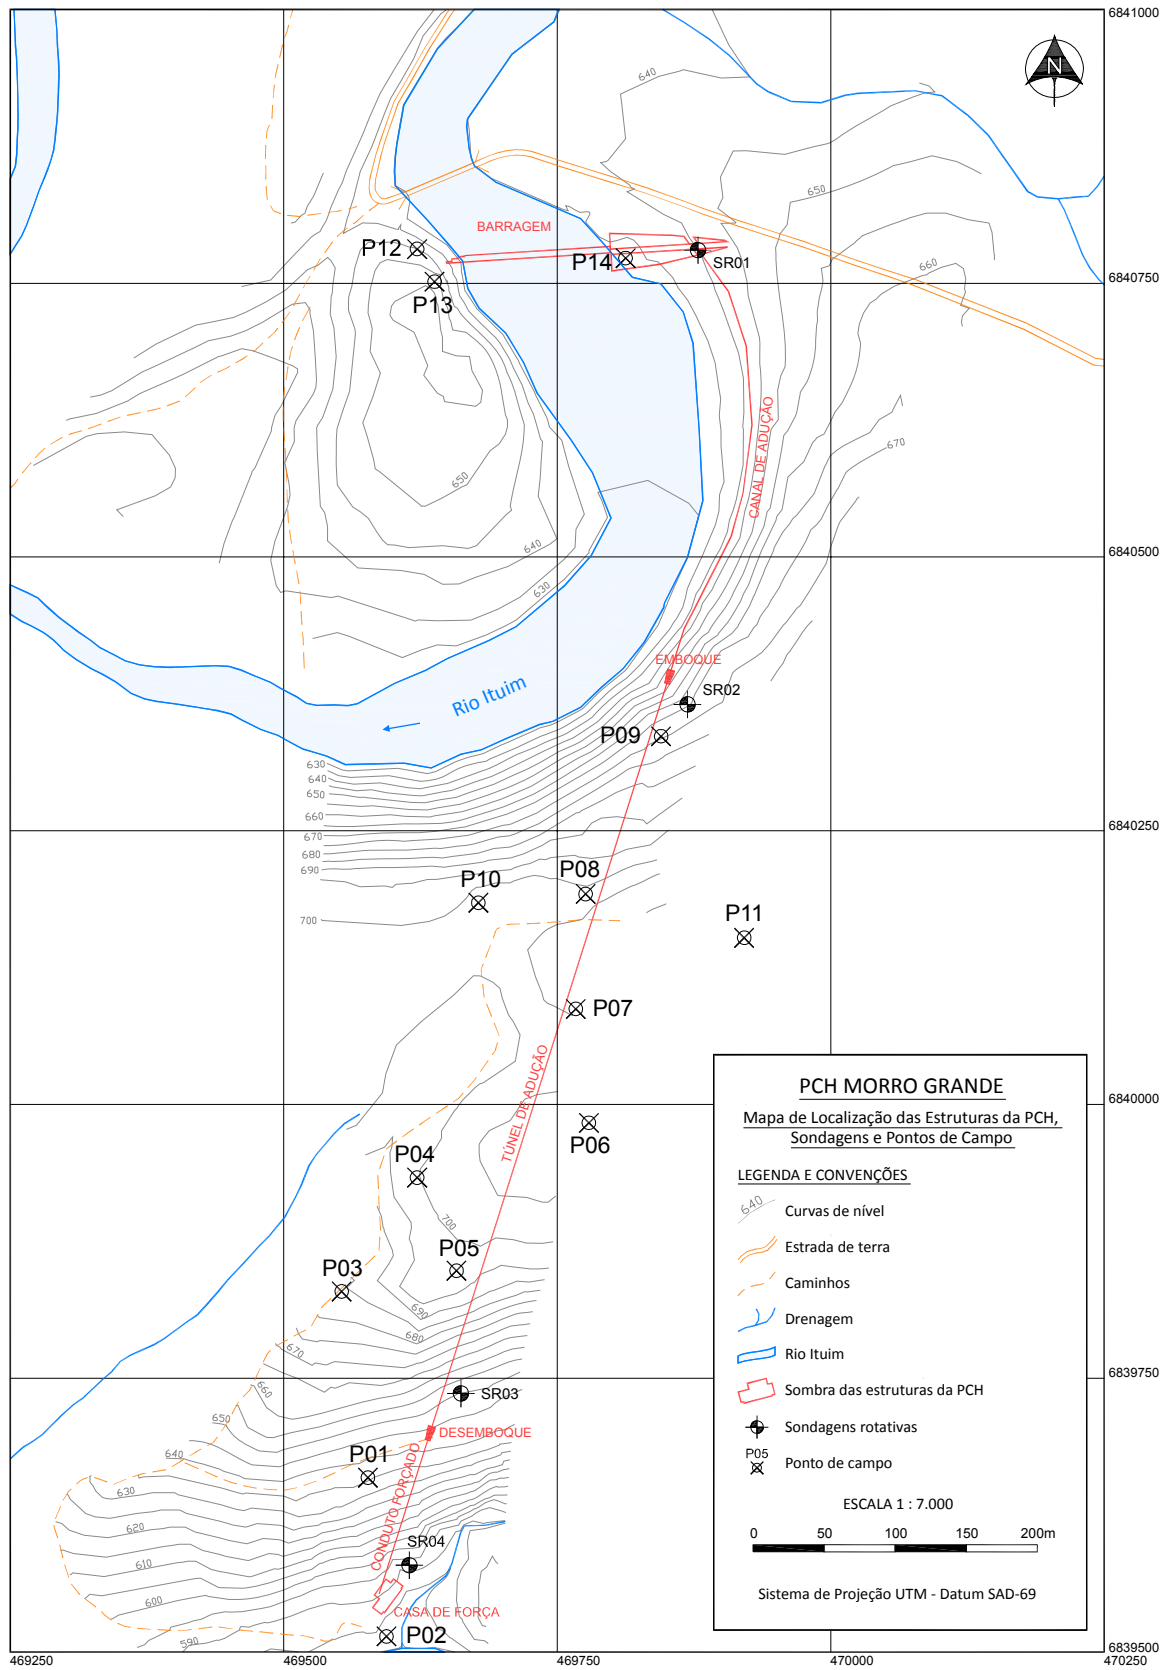 6841000
N
640
650
BARRAGEM
P12
P14
SR01
660
6840750
P13
CANAL DE ADUÇÃO
670
650
640
6840500
630
EMBOQUE
SR02
Rio Ituim
P09
630
640
650
660
670
680
690
6840250
P08
P10
700
P11
P07
TÚNEL DE ADUÇÃO
6840000
P06
P04
700
P05
P03
690
680
670
660
650
640
630
620
610
600
590
6839750
SR03
DESEMBOQUE
P01
CONDUTO FORÇADO
SR04
CASA DE FORÇA
P02
PCH MORRO GRANDE
Mapa de Localização das Estruturas da PCH,
Sondagens e Pontos de Campo
LEGENDA E CONVENÇÕES
640
Curvas de nível
Estrada de terra
Caminhos
Drenagem
Rio Ituim
Sombra das estruturas da PCH
Sondagens rotativas
P05
Ponto de campo
ESCALA 1 : 7.000
0 50 100 150 200m
Sistema de Projeção UTM - Datum SAD-69
6839500
469250 469500 469750 470000 470250